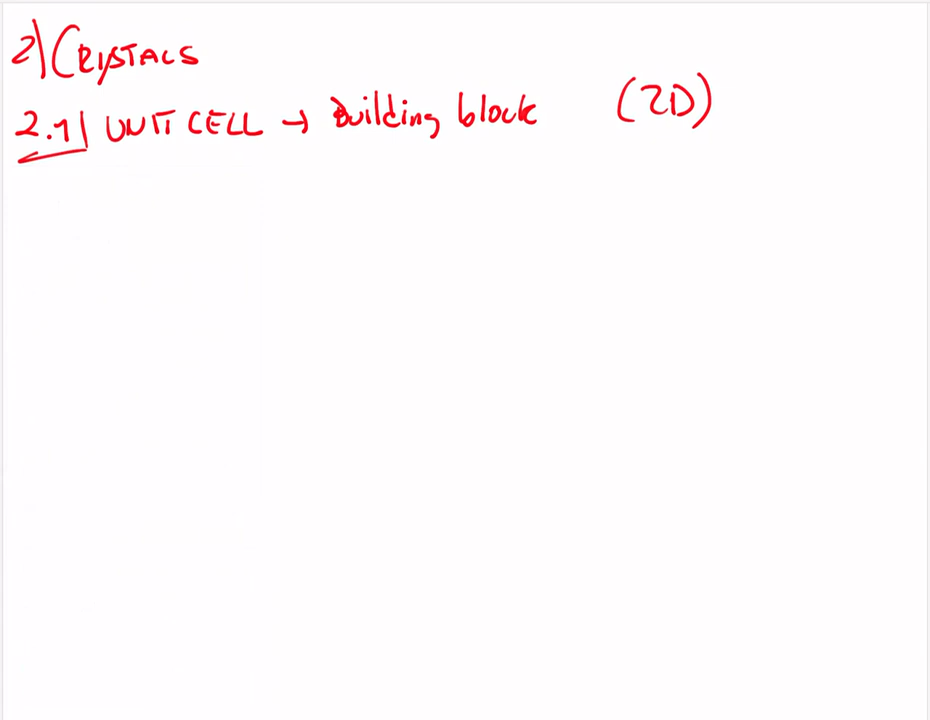 2) CRYSTALS
2.1 UNIT CELL → Building block (2D)